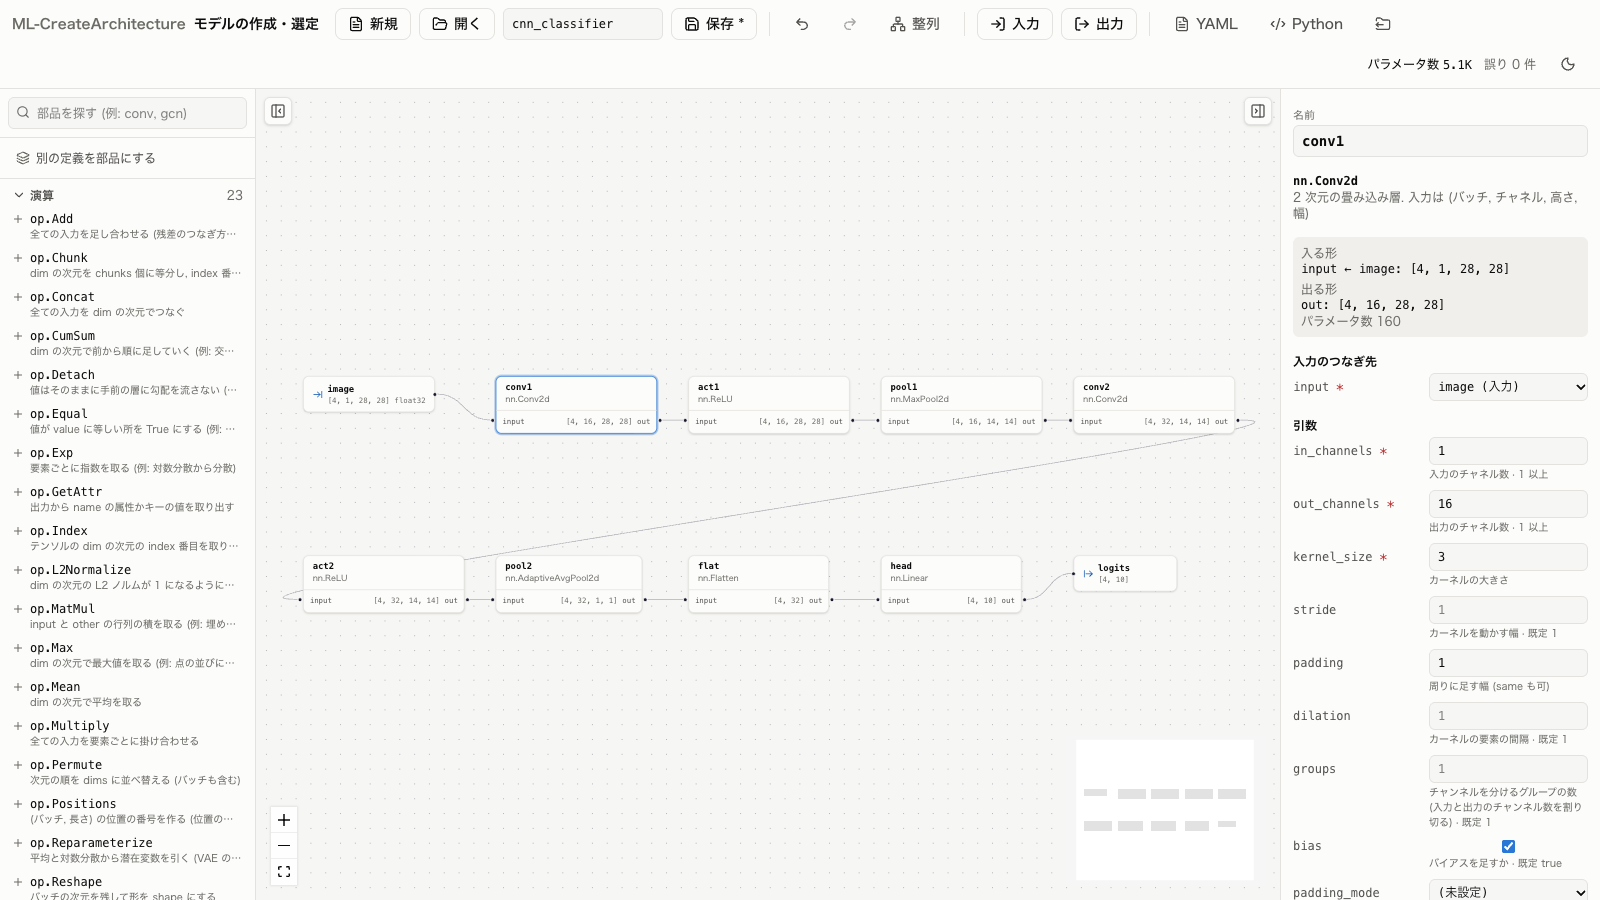 ML-CreateArchitecture モデルの作成・選定 新規 開く cnn_classifier 保存 * 整列 入力 出力 YAML Python
パラメータ数 5.1K 誤り 0 件
部品を探す (例: conv, gcn)
別の定義を部品にする
演算 23
op.Add
全ての入力を足し合わせる (残差のつなぎ方…
op.Chunk
dim の次元を chunks 個に等分し, index 番…
op.Concat
全ての入力を dim の次元でつなぐ
op.CumSum
dim の次元で前から順に足していく (例: 交…
op.Detach
値はそのままに手前の層に勾配を流さない (…
op.Equal
値が value に等しい所を True にする (例: …
op.Exp
要素ごとに指数を取る (例: 対数分散から分散)
op.GetAttr
出力から name の属性かキーの値を取り出す
op.Index
テンソルの dim の次元の index 番目を取り…
op.L2Normalize
dim の次元の L2 ノルムが 1 になるように…
op.MatMul
input と other の行列の積を取る (例: 埋め…
op.Max
dim の次元で最大値を取る (例: 点の並びに…
op.Mean
dim の次元で平均を取る
op.Multiply
全ての入力を要素ごとに掛け合わせる
op.Permute
次元の順を dims に並べ替える (バッチも含む)
op.Positions
(バッチ, 長さ) の位置の番号を作る (位置の…
op.Reparameterize
平均と対数分散から潜在変数を引く (VAE の…
op.Reshape
バッチの次元を残して形を shape にする
image
[4, 1, 28, 28] float32
conv1
nn.Conv2d
input [4, 16, 28, 28] out
act1
nn.ReLU
input [4, 16, 28, 28] out
pool1
nn.MaxPool2d
input [4, 16, 14, 14] out
conv2
nn.Conv2d
input [4, 32, 14, 14] out
act2
nn.ReLU
input [4, 32, 14, 14] out
pool2
nn.AdaptiveAvgPool2d
input [4, 32, 1, 1] out
flat
nn.Flatten
input [4, 32] out
head
nn.Linear
input [4, 10] out
logits
[4, 10]
名前
conv1
nn.Conv2d
2 次元の畳み込み層. 入力は (バッチ, チャネル, 高さ,
幅)
入る形
input ← image: [4, 1, 28, 28]
出る形
out: [4, 16, 28, 28]
パラメータ数 160
入力のつなぎ先
input * image (入力)
引数
in_channels * 1
入力のチャネル数 · 1 以上
out_channels * 16
出力のチャネル数 · 1 以上
kernel_size * 3
カーネルの大きさ
stride 1
カーネルを動かす幅 · 既定 1
padding 1
周りに足す幅 (same も可)
dilation 1
カーネルの要素の間隔 · 既定 1
groups 1
チャンネルを分けるグループの数
(入力と出力のチャンネル数を割り
切る) · 既定 1
bias
バイアスを足すか · 既定 true
padding_mode (未設定)